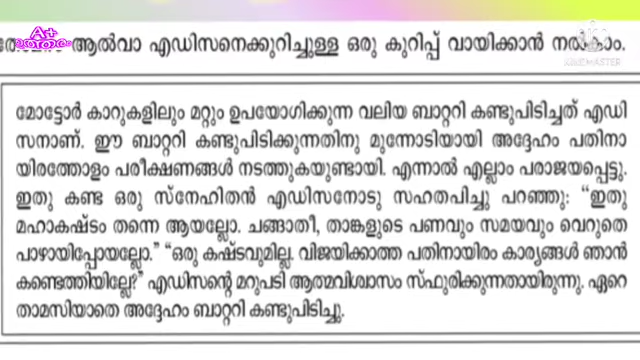 A+
ആൽവാ എഡിസനെക്കുറിച്ചുള്ള ഒരു കുറിപ്പ് വായിക്കാൻ നൽകാം.
KINEMASTER
മോട്ടോർ കാറുകളിലും മറ്റും ഉപയോഗിക്കുന്ന വലിയ ബാറ്ററി കണ്ടുപിടിച്ചത് എഡി
സനാണ്. ഈ ബാറ്ററി കണ്ടുപിടിക്കുന്നതിനു മുന്നോടിയായി അദ്ദേഹം പതിനാ
യിരത്തോളം പരീക്ഷണങ്ങൾ നടത്തുകയുണ്ടായി. എന്നാൽ എല്ലാം പരാജയപ്പെട്ടു.
ഇതു കണ്ട ഒരു സ്നേഹിതൻ എഡിസനോടു സഹതപിച്ചു പറഞ്ഞു: "ഇതു
മഹാകഷ്ടം തന്നെ ആയല്ലോ. ചങ്ങാതീ, താങ്കളുടെ പണവും സമയവും വെറുതെ
പാഴായിപ്പോയല്ലോ." "ഒരു കഷ്ടവുമില്ല. വിജയിക്കാത്ത പതിനായിരം കാര്യങ്ങൾ ഞാൻ
കണ്ടെത്തിയില്ലേ?" എഡിസന്റെ മറുപടി ആത്മവിശ്വാസം സ്ഫുരിക്കുന്നതായിരുന്നു. ഏറെ
താമസിയാതെ അദ്ദേഹം ബാറ്ററി കണ്ടുപിടിച്ചു.